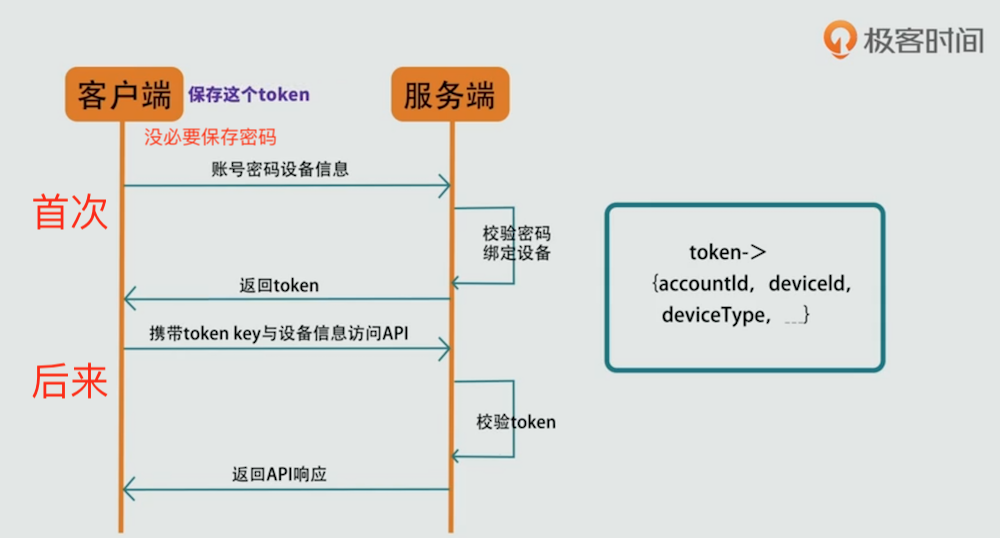 极客时间
客户端
保存这个token
服务端
没必要保存密码
账号密码设备信息
首次
校验密码
绑定设备
返回token
携带token key与设备信息访问API
后来
校验token
返回API响应
token->
{accountId, deviceId,
deviceType, ...}